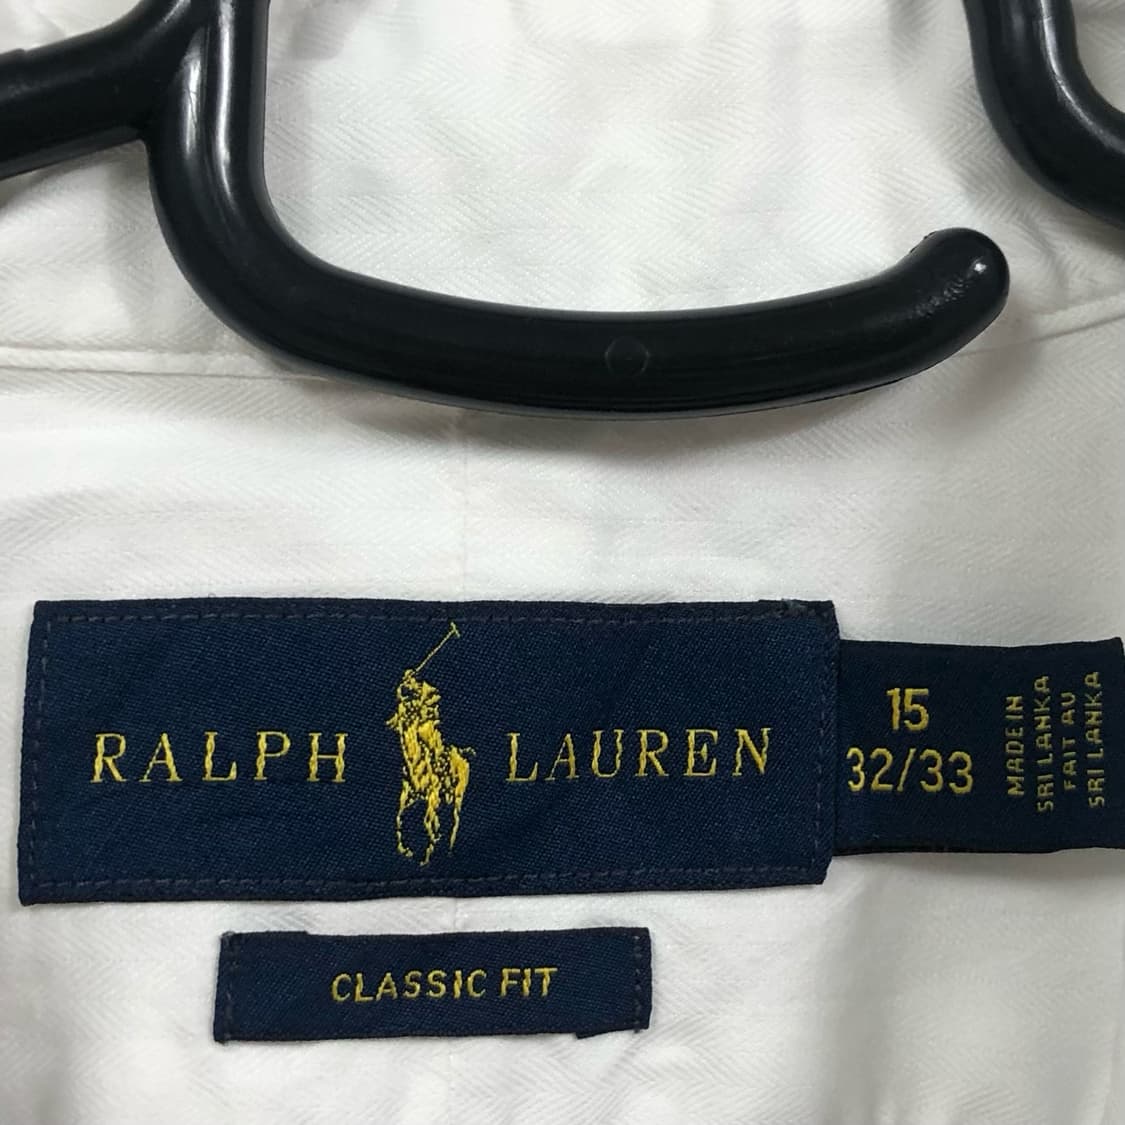 RALPH LAUREN
15
32/33
MADE IN
SRI LANKA
FAIT AU
SRI LANKA
CLASSIC FIT